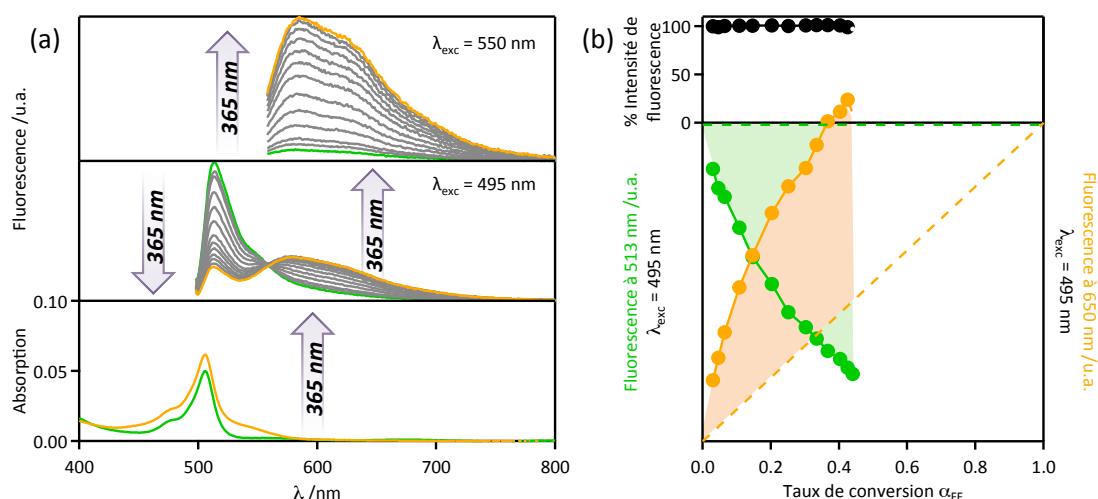 (a)
Fluorescence /u.a.
365 nm
λexc = 550 nm
365 nm
365 nm
λexc = 495 nm
0.10
0.05
0.00
Absorption
365 nm
400
500
600
700
800
λ /nm
(b)
% Intensité de
fluorescence
100
50
0
Fluorescence à 513 nm /u.a.
λexc = 495 nm
λexc = 495 nm
Fluorescence à 650 nm /u.a.
0.0
0.2
0.4
0.6
0.8
1.0
Taux de conversion αFF